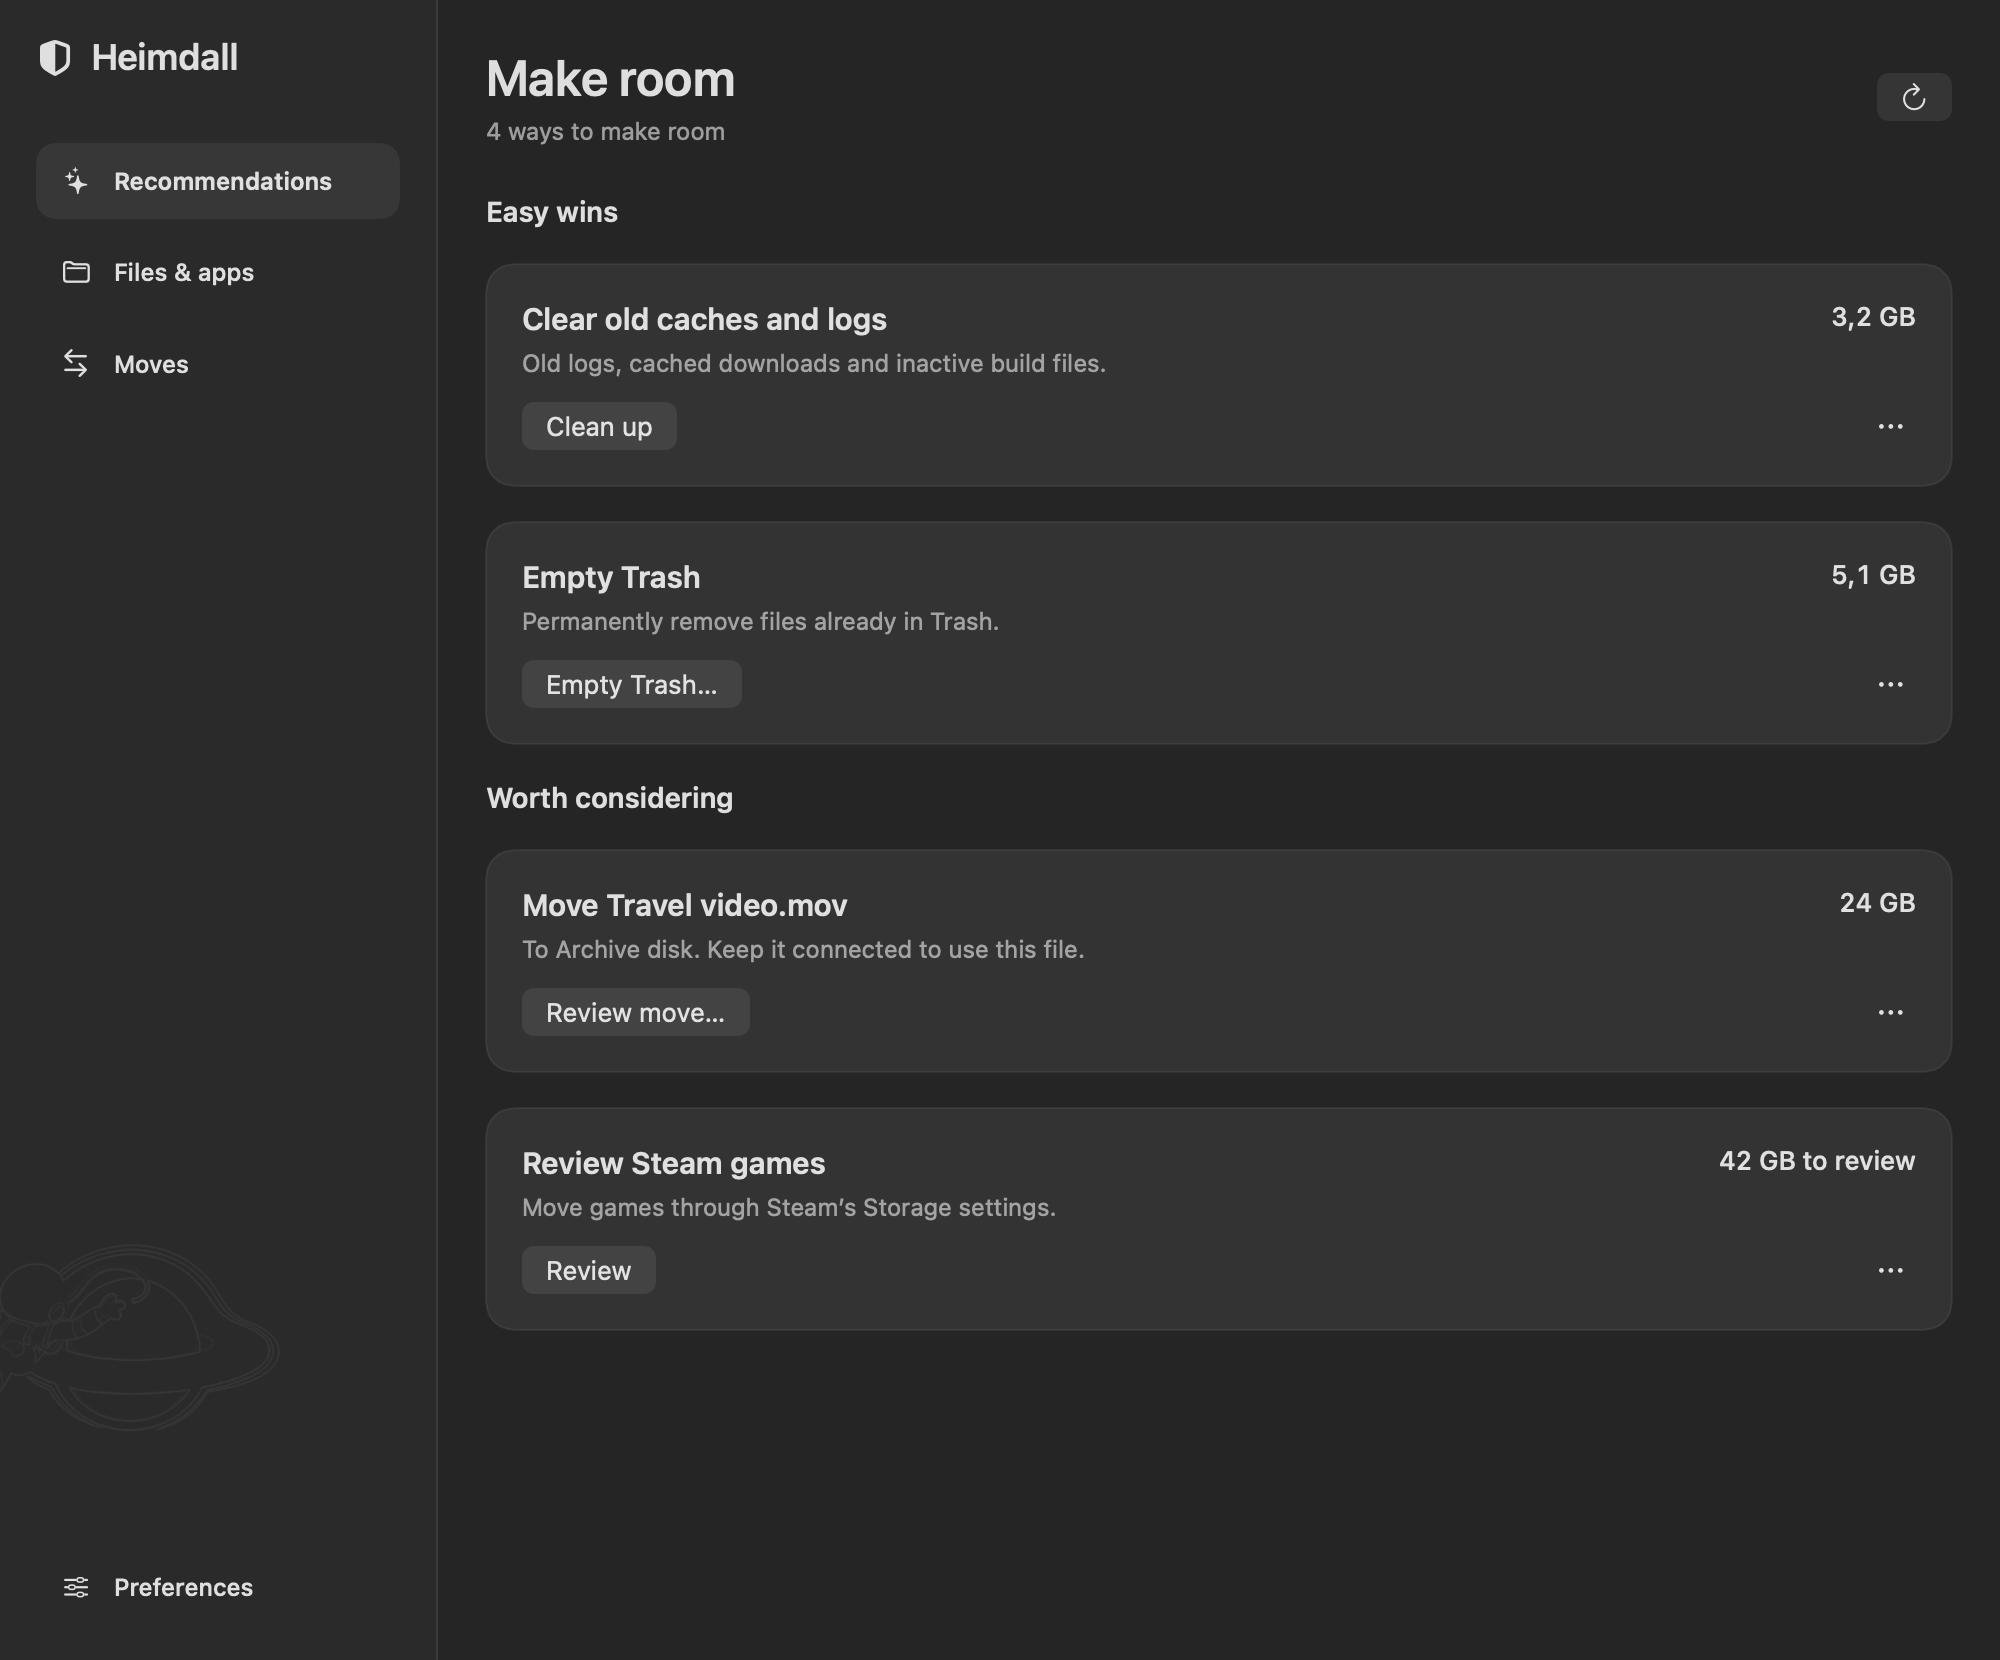 Heimdall
Recommendations
Files & apps
Moves
Preferences
Make room
4 ways to make room
Easy wins
Clear old caches and logs
3,2 GB
Old logs, cached downloads and inactive build files.
Clean up
Empty Trash
5,1 GB
Permanently remove files already in Trash.
Empty Trash...
Worth considering
Move Travel video.mov
24 GB
To Archive disk. Keep it connected to use this file.
Review move...
Review Steam games
42 GB to review
Move games through Steam’s Storage settings.
Review